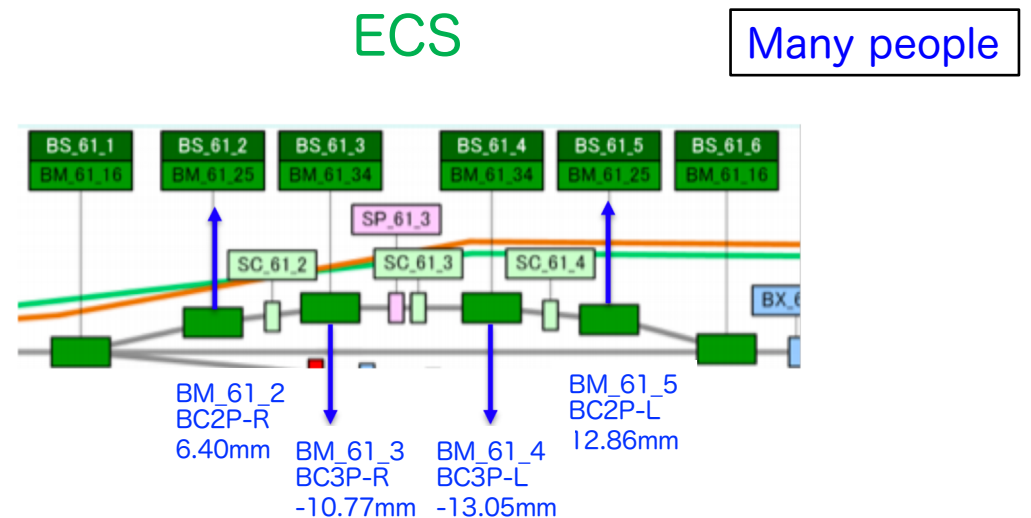 ECS
Many people
BS_61_1
BM_61_16
BS_61_2
BM_61_25
BS_61_3
BM_61_34
BS_61_4
BM_61_34
BS_61_5
BM_61_25
BS_61_6
BM_61_16
SP_61_3
SC_61_2
SC_61_3
SC_61_4
BM_61_2
BC2P-R
6.40mm
BM_61_3
BC3P-R
-10.77mm
BM_61_4
BC3P-L
-13.05mm
BM_61_5
BC2P-L
12.86mm